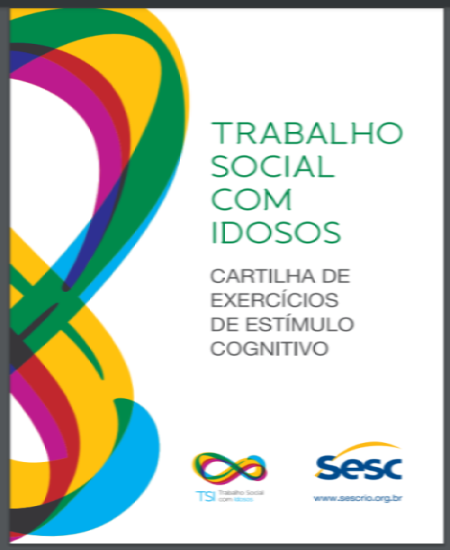 TRABALHO
SOCIAL
COM
IDOSOS
CARTILHA DE
EXERCÍCIOS
DE ESTÍMULO
COGNITIVO
TSI Trabalho Social
com idosos
Sesc
www.sescrio.org.br